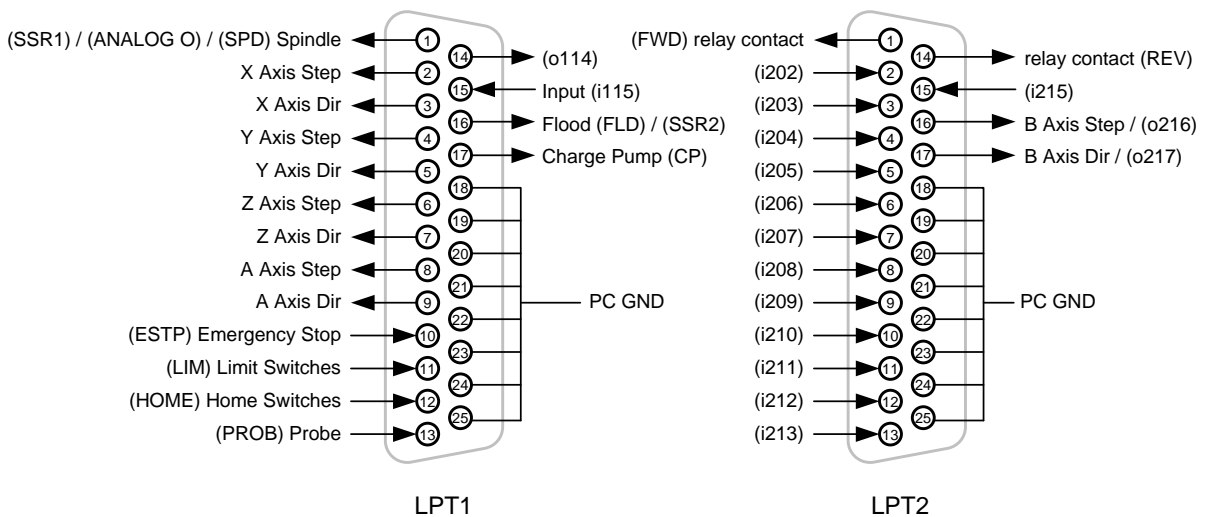 (SSR1) / (ANALOG O) / (SPD) Spindle
1
14
(o114)
X Axis Step
2
15
Input (i115)
X Axis Dir
3
16
Flood (FLD) / (SSR2)
Y Axis Step
4
17
Charge Pump (CP)
Y Axis Dir
5
18
Z Axis Step
6
19
Z Axis Dir
7
20
A Axis Step
8
21
A Axis Dir
9
PC GND
22
(ESTP) Emergency Stop
10
23
(LIM) Limit Switches
11
24
(HOME) Home Switches
12
25
(PROB) Probe
13
LPT1
(FWD) relay contact
1
14
relay contact (REV)
(i202)
2
15
(i215)
(i203)
3
16
B Axis Step / (o216)
(i204)
4
17
B Axis Dir / (o217)
(i205)
5
18
(i206)
6
19
(i207)
7
20
(i208)
8
21
(i209)
9
PC GND
22
(i210)
10
23
(i211)
11
24
(i212)
12
25
(i213)
13
LPT2